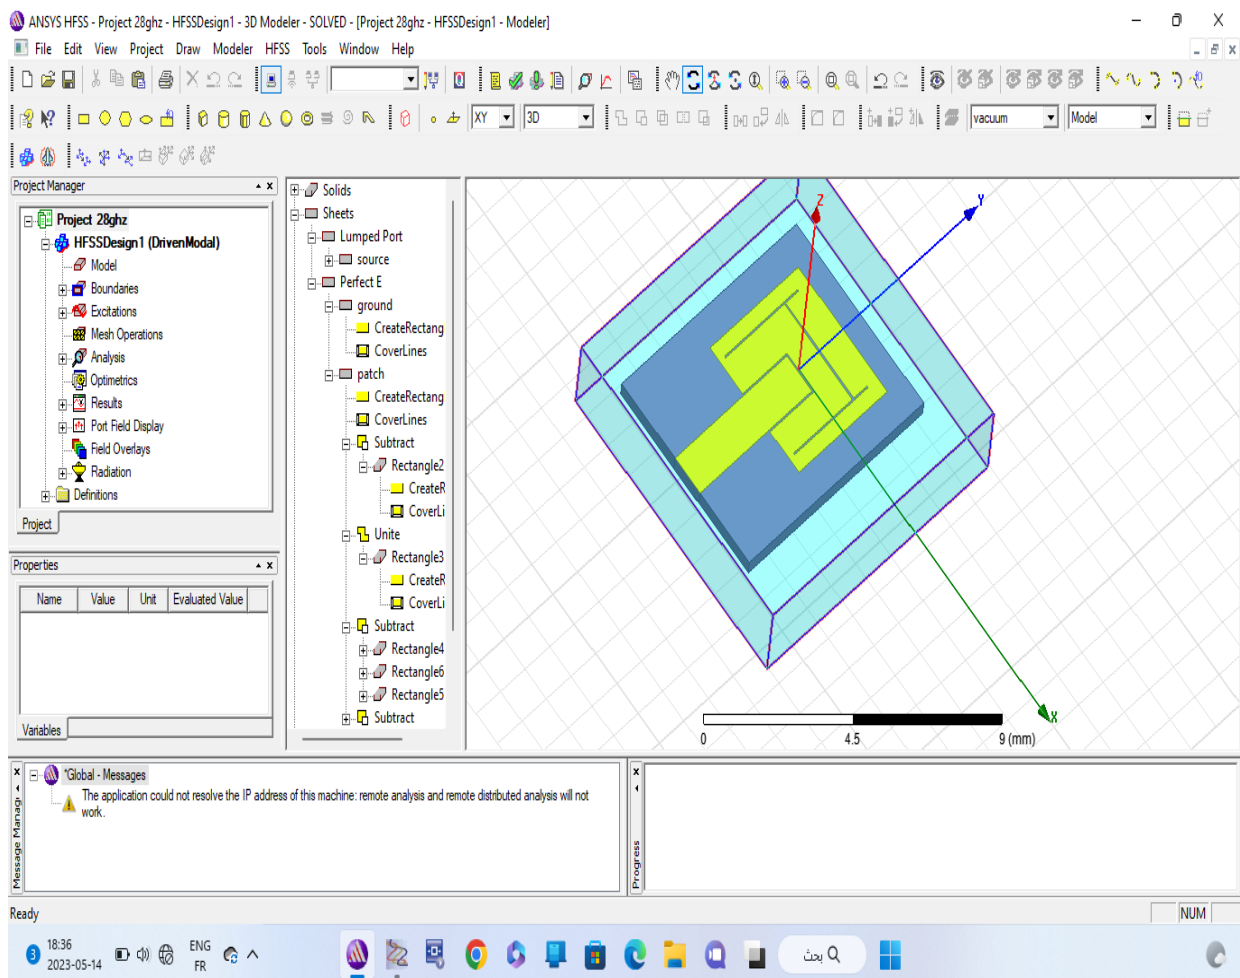 ANSYS HFSS - Project 28ghz - HFSSDesign1 - 3D Modeler - SOLVED - [Project 28ghz - HFSSDesign1 - Modeler]
File Edit View Project Draw Modeler HFSS Tools Window Help
XY 3D vacuum Model
Project Manager
Project 28ghz
HFSSDesign1 (DrivenModal)
Model
Boundaries
Excitations
Mesh Operations
Analysis
Optimetrics
Results
Port Field Display
Field Overlays
Radiation
Definitions
Project
Properties
Name Value Unit Evaluated Value
Variables
Solids
Sheets
Lumped Port
source
Perfect E
ground
CreateRectang
CoverLines
patch
CreateRectang
CoverLines
Subtract
Rectangle2
CreateR
CoverLi
Unite
Rectangle3
CreateR
CoverLi
Subtract
Rectangle4
Rectangle6
Rectangle5
Subtract
Z
Y
X
0 4.5 9 (mm)
Message Manag
*Global - Messages
The application could not resolve the IP address of this machine: remote analysis and remote distributed analysis will not
work.
Progress
Ready
NUM
3
18:36
2023-05-14
ENG
FR
بحث